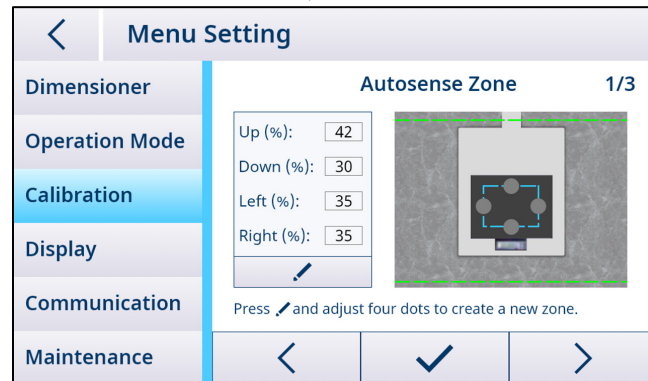 Menu Setting
Dimensioner
Operation Mode
Calibration
Display
Communication
Maintenance
Autosense Zone 1/3
Up (%): 42
Down (%): 30
Left (%): 35
Right (%): 35
Press and adjust four dots to create a new zone.